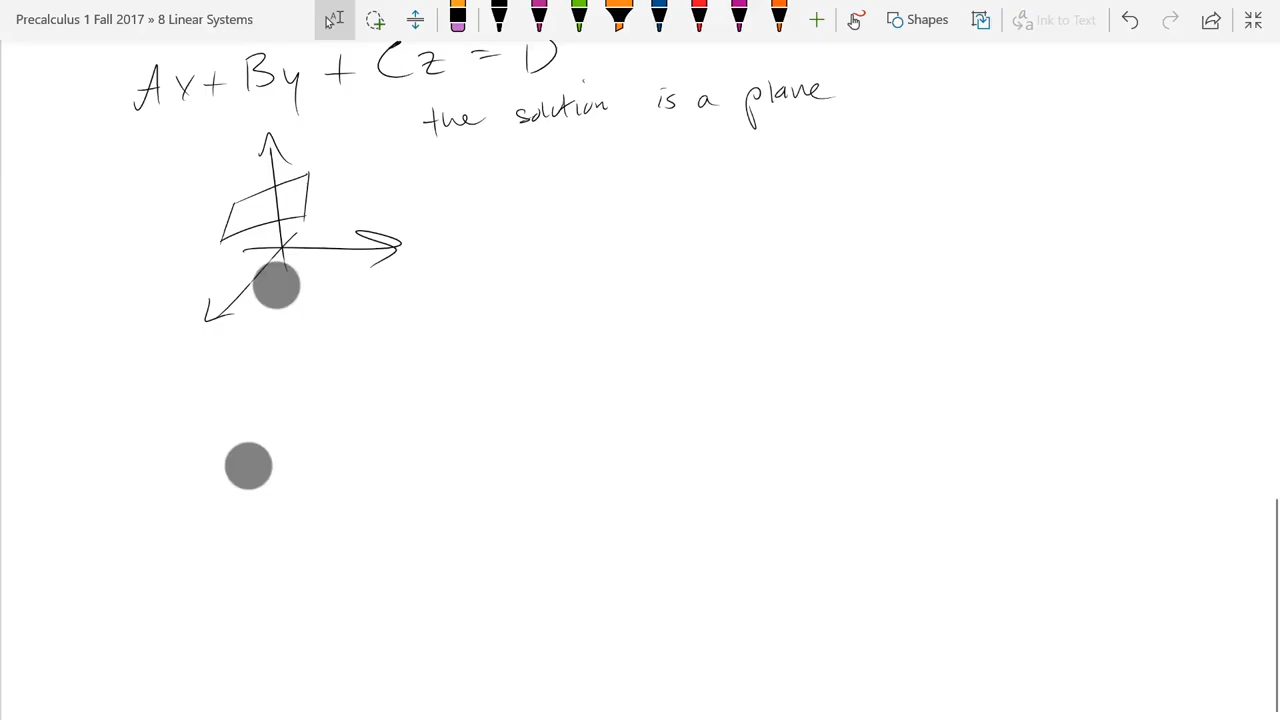 Precalculus 1 Fall 2017 » 8 Linear Systems
Shapes
Ink to Text
Ax + By + Cz = D
the solution is a plane